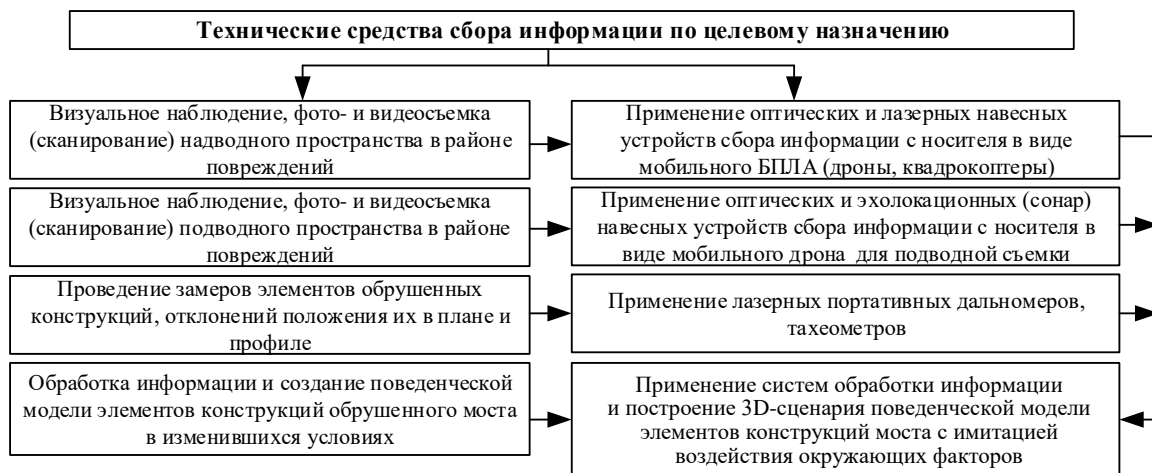 Технические средства сбора информации по целевому назначению
Визуальное наблюдение, фото- и видеосъемка
(сканирование) надводного пространства в районе
повреждений
Применение оптических и лазерных навесных
устройств сбора информации с носителя в виде
мобильного БПЛА (дроны, квадрокоптеры)
Визуальное наблюдение, фото- и видеосъемка
(сканирование) подводного пространства в районе
повреждений
Применение оптических и эхолокационных (сонар)
навесных устройств сбора информации с носителя в
виде мобильного дрона для подводной съемки
Проведение замеров элементов обрушенных
конструкций, отклонений положения их в плане и
профиле
Применение лазерных портативных дальномеров,
тахеометров
Обработка информации и создание поведенческой
модели элементов конструкций обрушенного моста
в изменившихся условиях
Применение систем обработки информации
и построение 3D-сценария поведенческой модели
элементов конструкций моста с имитацией
воздействия окружающих факторов